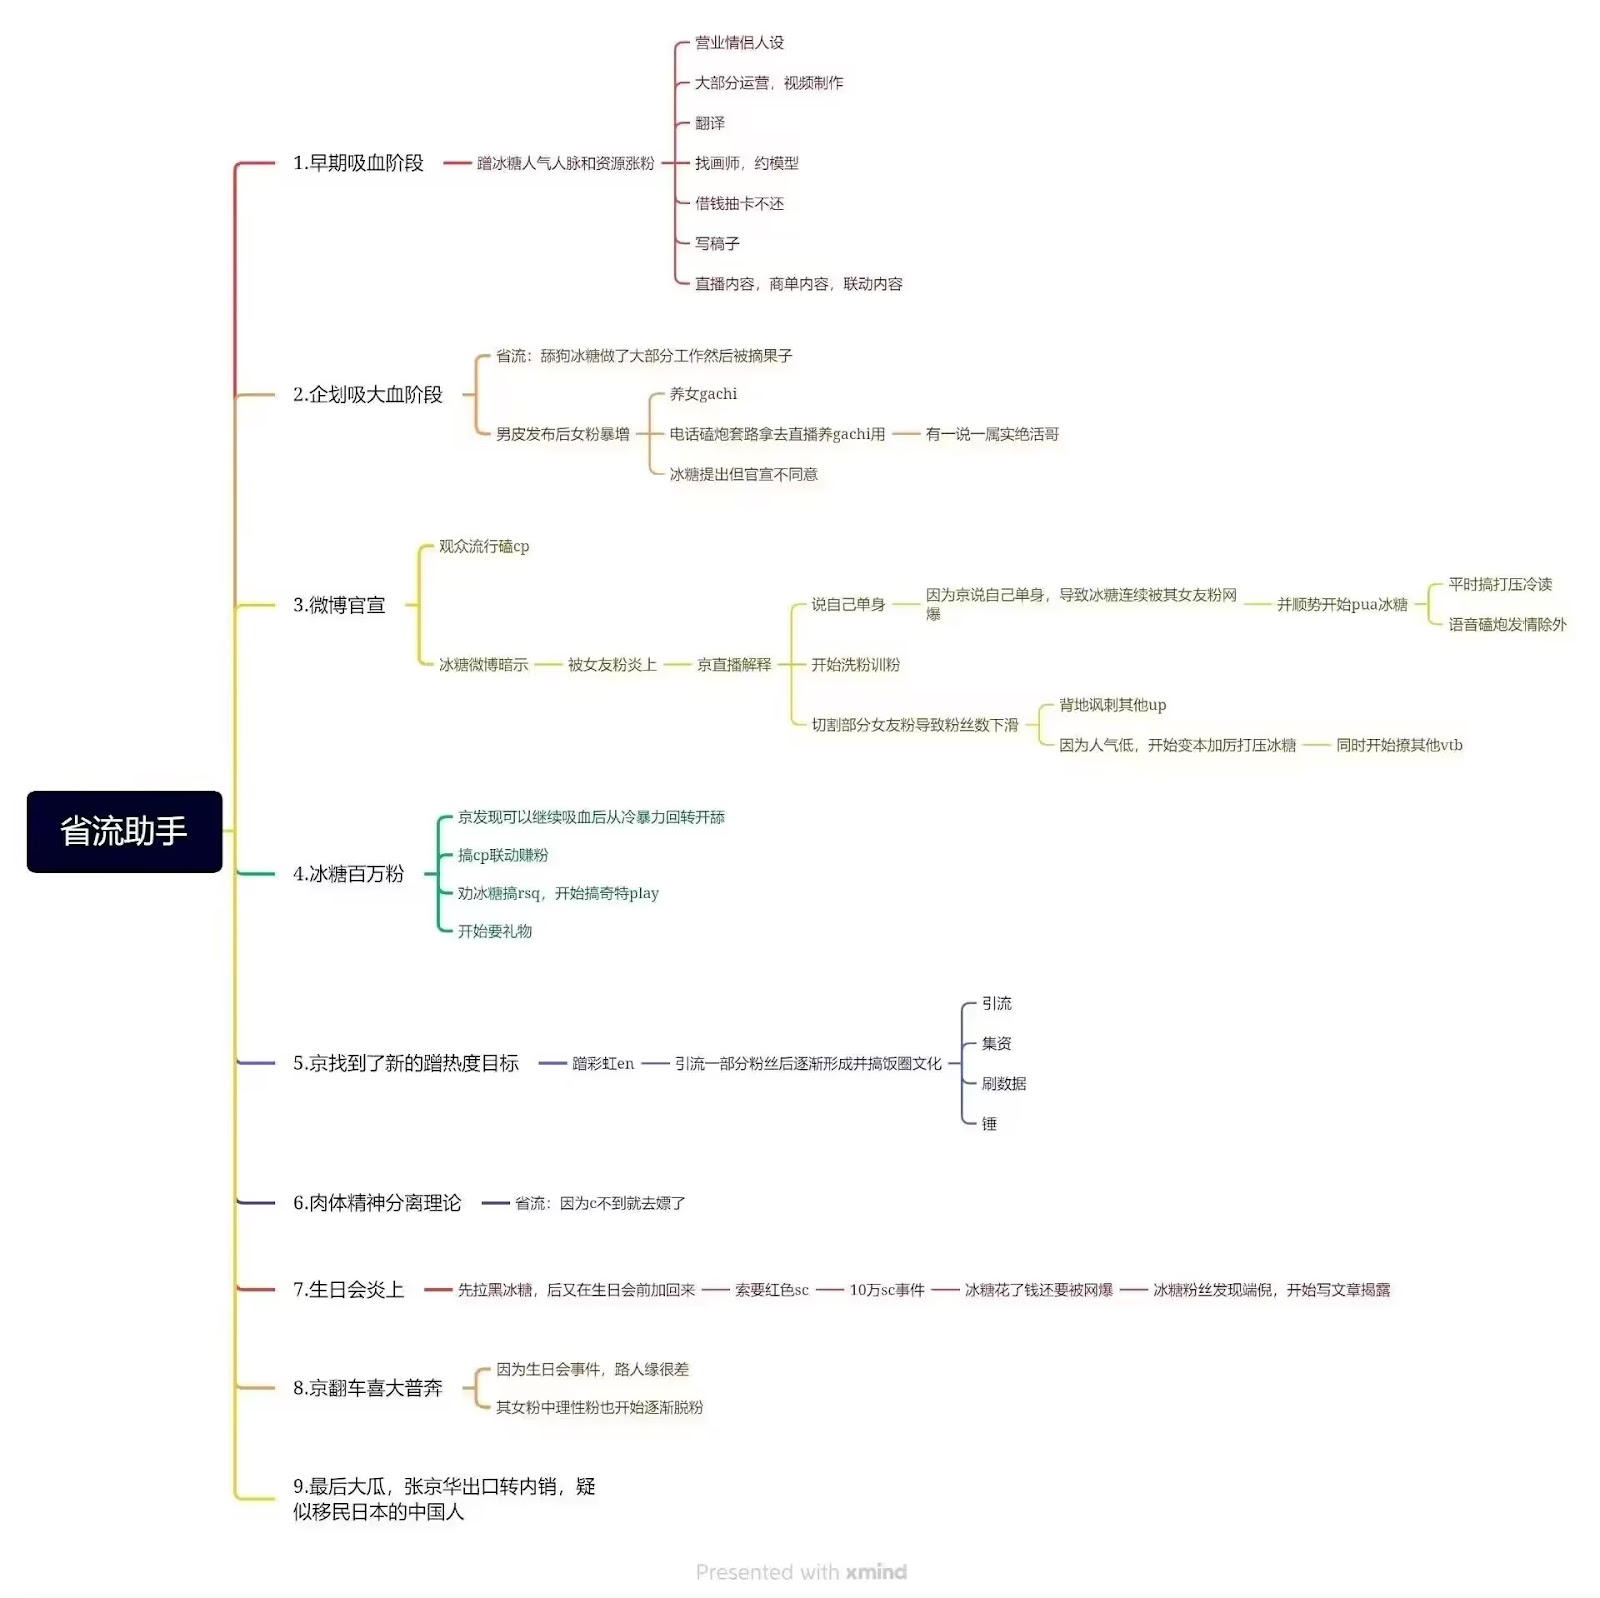 省流助手
1.早期吸血阶段
蹭冰糖人气人脉和资源涨粉
营业情侣人设
大部分运营，视频制作
翻译
找画师，约模型
借钱抽卡不还
写稿子
直播内容，商单内容，联动内容
2.企划吸大血阶段
省流：舔狗冰糖做了大部分工作然后被摘果子
男皮发布后女粉暴增
养女gachi
电话磕炮套路拿去直播养gachi用
有一说一属实绝活哥
冰糖提出但官宣不同意
3.微博官宣
观众流行磕cp
冰糖微博暗示
被女友粉炎上
京直播解释
说自己单身
因为京说自己单身，导致冰糖连续被其女友粉网
爆
并顺势开始pua冰糖
平时搞打压冷读
语音磕炮发情除外
开始洗粉训粉
切割部分女友粉导致粉丝数下滑
背地讽刺其他up
因为人气低，开始变本加厉打压冰糖
同时开始撩其他vtb
4.冰糖百万粉
京发现可以继续吸血后从冷暴力回转开舔
搞cp联动赚粉
劝冰糖搞rsq，开始搞奇特play
开始要礼物
5.京找到了新的蹭热度目标
蹭彩虹en
引流一部分粉丝后逐渐形成并搞饭圈文化
引流
集资
刷数据
锤
6.肉体精神分离理论
省流：因为c不到就去嫖了
7.生日会炎上
先拉黑冰糖，后又在生日会前加回来
索要红色sc
10万sc事件
冰糖花了钱还要被网爆
冰糖粉丝发现端倪，开始写文章揭露
8.京翻车喜大普奔
因为生日会事件，路人缘很差
其女粉中理性粉也开始逐渐脱粉
9.最后大瓜，张京华出口转内销，疑
似移民日本的中国人
Presented with xmind